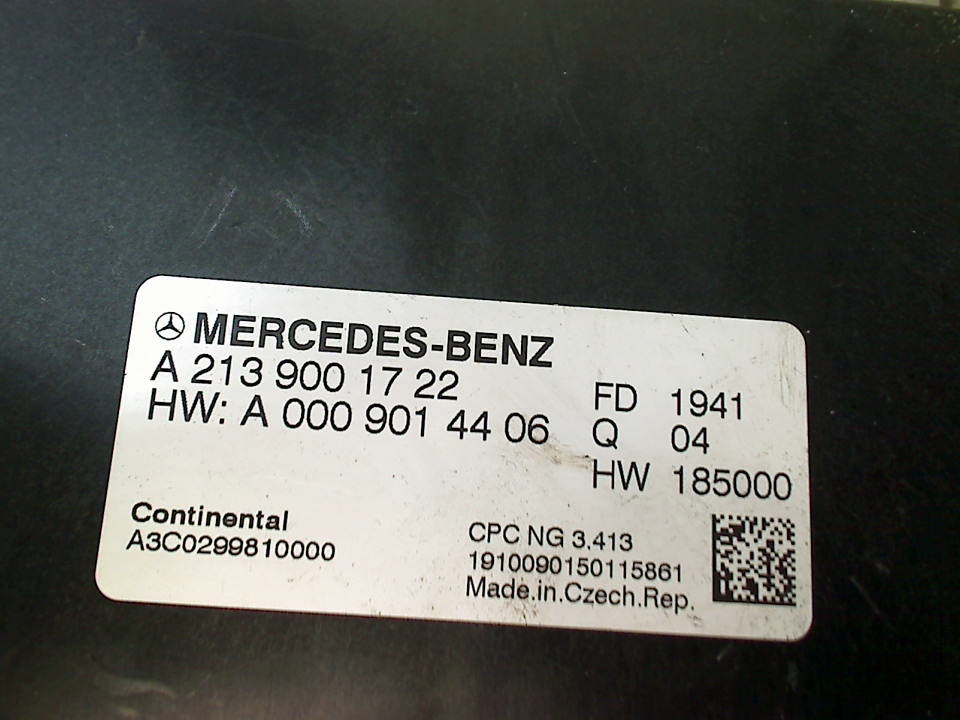 MERCEDES-BENZ
A 213 900 17 22
HW: A 000 901 44 06
FD 1941
Q 04
HW 185000
Continental
A3C0299810000
CPC NG 3.413
1910090150115861
Made.in.Czech.Rep.